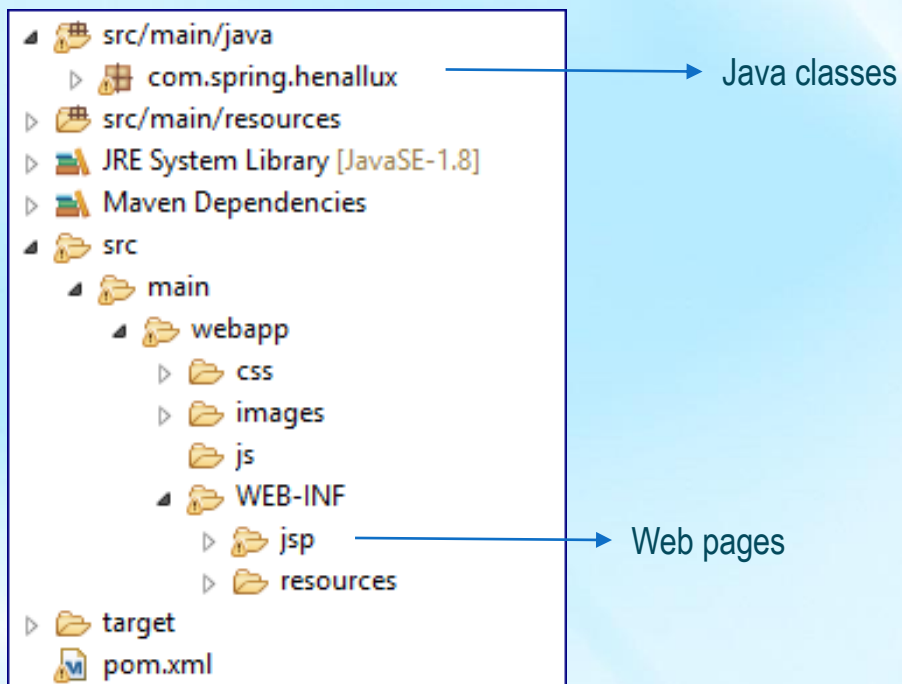 src/main/java
com.spring.henallux
Java classes
src/main/resources
JRE System Library [JavaSE-1.8]
Maven Dependencies
src
main
webapp
css
images
js
WEB-INF
jsp
Web pages
resources
target
pom.xml